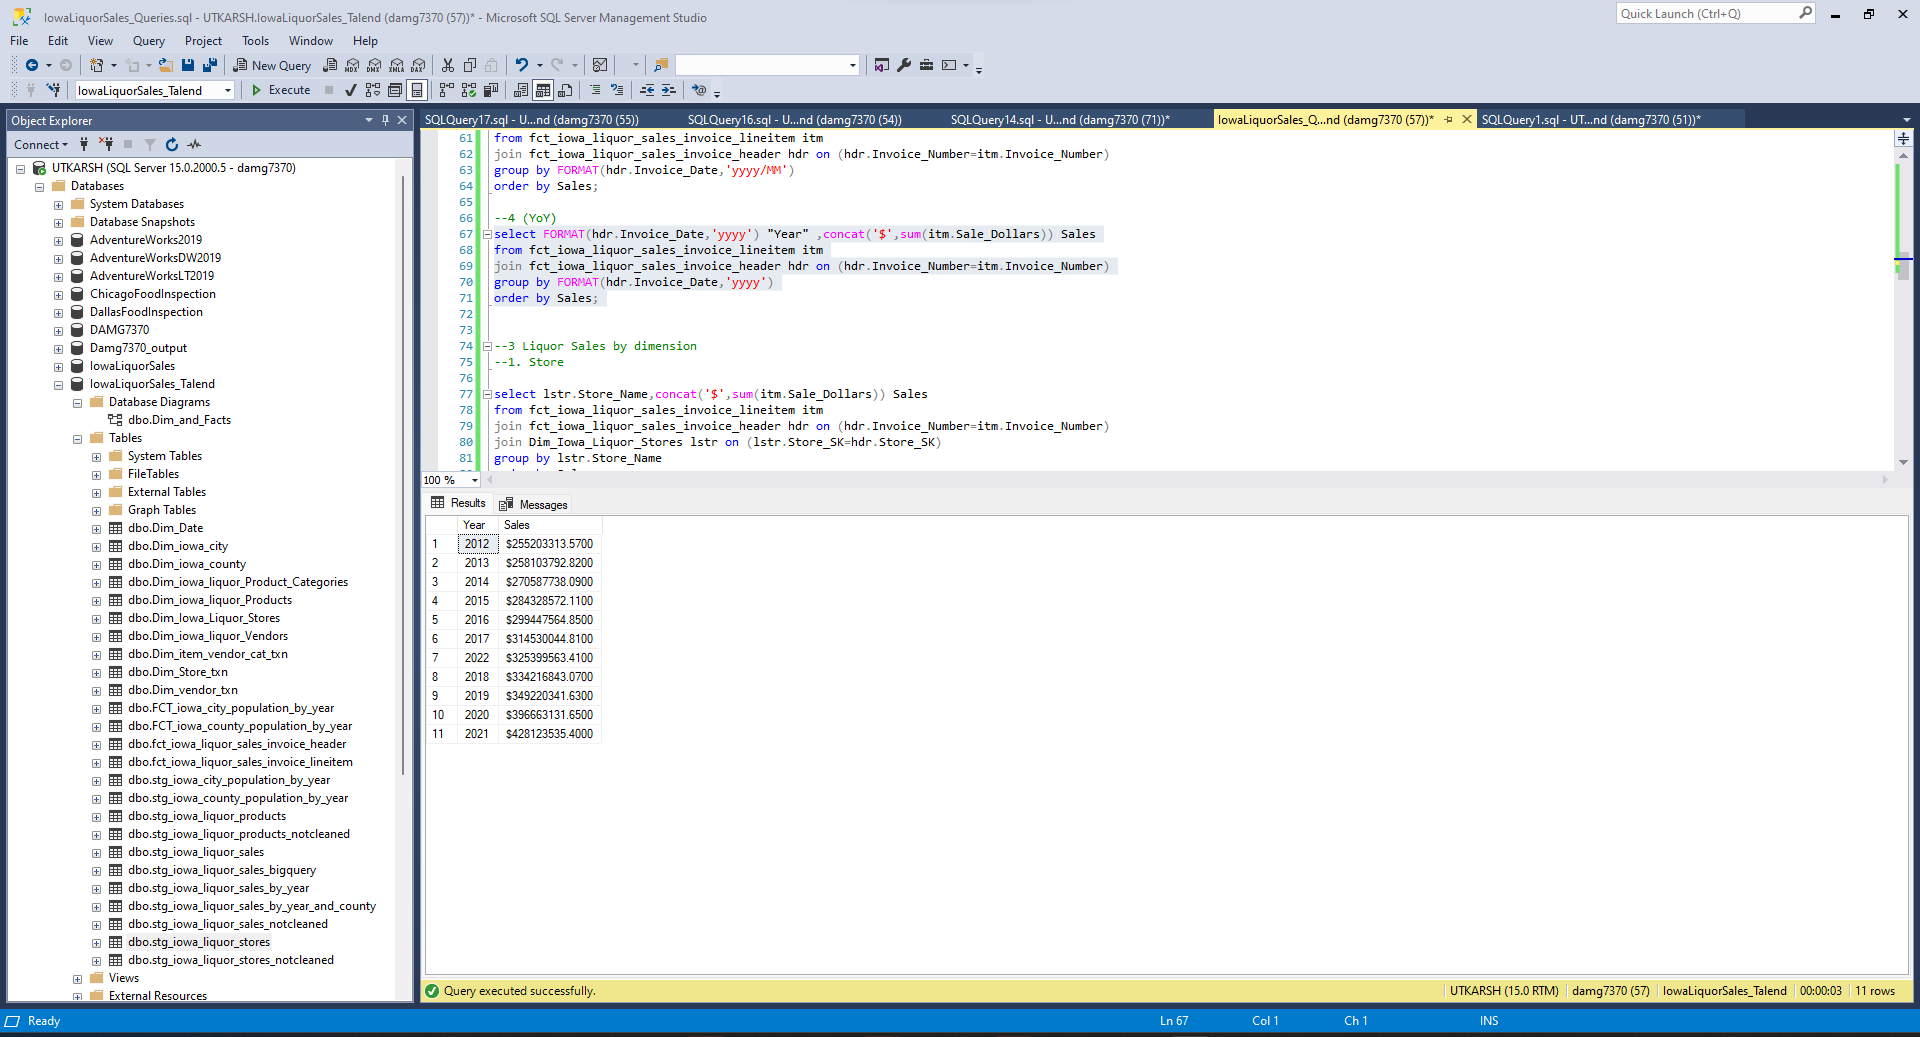 IowaLiquorSales_Queries.sql - UTKARSH.IowaLiquorSales_Talend (damg7370 (57))* - Microsoft SQL Server Management Studio
Quick Launch (Ctrl+Q)
File Edit View Query Project Tools Window Help
New Query MDX DMX XMLA DAX
IowaLiquorSales_Talend Execute
Object Explorer
Connect
UTKARSH (SQL Server 15.0.2000.5 - damg7370)
Databases
System Databases
Database Snapshots
AdventureWorks2019
AdventureWorksDW2019
AdventureWorksLT2019
ChicagoFoodInspection
DallasFoodInspection
DAMG7370
Damg7370_output
IowaLiquorSales
IowaLiquorSales_Talend
Database Diagrams
dbo.Dim_and_Facts
Tables
System Tables
FileTables
External Tables
Graph Tables
dbo.Dim_Date
dbo.Dim_iowa_city
dbo.Dim_iowa_county
dbo.Dim_iowa_liquor_Product_Categories
dbo.Dim_iowa_liquor_Products
dbo.Dim_Iowa_Liquor_Stores
dbo.Dim_iowa_liquor_Vendors
dbo.Dim_item_vendor_cat_txn
dbo.Dim_Store_txn
dbo.Dim_vendor_txn
dbo.FCT_iowa_city_population_by_year
dbo.FCT_iowa_county_population_by_year
dbo.fct_iowa_liquor_sales_invoice_header
dbo.fct_iowa_liquor_sales_invoice_lineitem
dbo.stg_iowa_city_population_by_year
dbo.stg_iowa_county_population_by_year
dbo.stg_iowa_liquor_products
dbo.stg_iowa_liquor_products_notcleaned
dbo.stg_iowa_liquor_sales
dbo.stg_iowa_liquor_sales_bigquery
dbo.stg_iowa_liquor_sales_by_year
dbo.stg_iowa_liquor_sales_by_year_and_county
dbo.stg_iowa_liquor_sales_notcleaned
dbo.stg_iowa_liquor_stores
dbo.stg_iowa_liquor_stores_notcleaned
Views
External Resources
SQLQuery17.sql - U...nd (damg7370 (55)) SQLQuery16.sql - U...nd (damg7370 (54)) SQLQuery14.sql - U...nd (damg7370 (71))* IowaLiquorSales_Q...nd (damg7370 (57))* SQLQuery1.sql - UT...nd (damg7370 (51))*
61 from fct_iowa_liquor_sales_invoice_lineitem itm
62 join fct_iowa_liquor_sales_invoice_header hdr on (hdr.Invoice_Number=itm.Invoice_Number)
63 group by FORMAT(hdr.Invoice_Date,'yyyy/MM')
64 order by Sales;
65
66 --4 (YoY)
67 select FORMAT(hdr.Invoice_Date,'yyyy') "Year" ,concat('$',sum(itm.Sale_Dollars)) Sales
68 from fct_iowa_liquor_sales_invoice_lineitem itm
69 join fct_iowa_liquor_sales_invoice_header hdr on (hdr.Invoice_Number=itm.Invoice_Number)
70 group by FORMAT(hdr.Invoice_Date,'yyyy')
71 order by Sales;
72
73
74 --3 Liquor Sales by dimension
75 --1. Store
76
77 select lstr.Store_Name,concat('$',sum(itm.Sale_Dollars)) Sales
78 from fct_iowa_liquor_sales_invoice_lineitem itm
79 join fct_iowa_liquor_sales_invoice_header hdr on (hdr.Invoice_Number=itm.Invoice_Number)
80 join Dim_Iowa_Liquor_Stores lstr on (lstr.Store_SK=hdr.Store_SK)
81 group by lstr.Store_Name
100 %
Results Messages
Year Sales
1 2012 $255203313.5700
2 2013 $258103792.8200
3 2014 $270587738.0900
4 2015 $284328572.1100
5 2016 $299447564.8500
6 2017 $314530044.8100
7 2022 $325399563.4100
8 2018 $334216843.0700
9 2019 $349220341.6300
10 2020 $396663131.6500
11 2021 $428123535.4000
Query executed successfully. UTKARSH (15.0 RTM) damg7370 (57) IowaLiquorSales_Talend 00:00:03 11 rows
Ready Ln 67 Col 1 Ch 1 INS